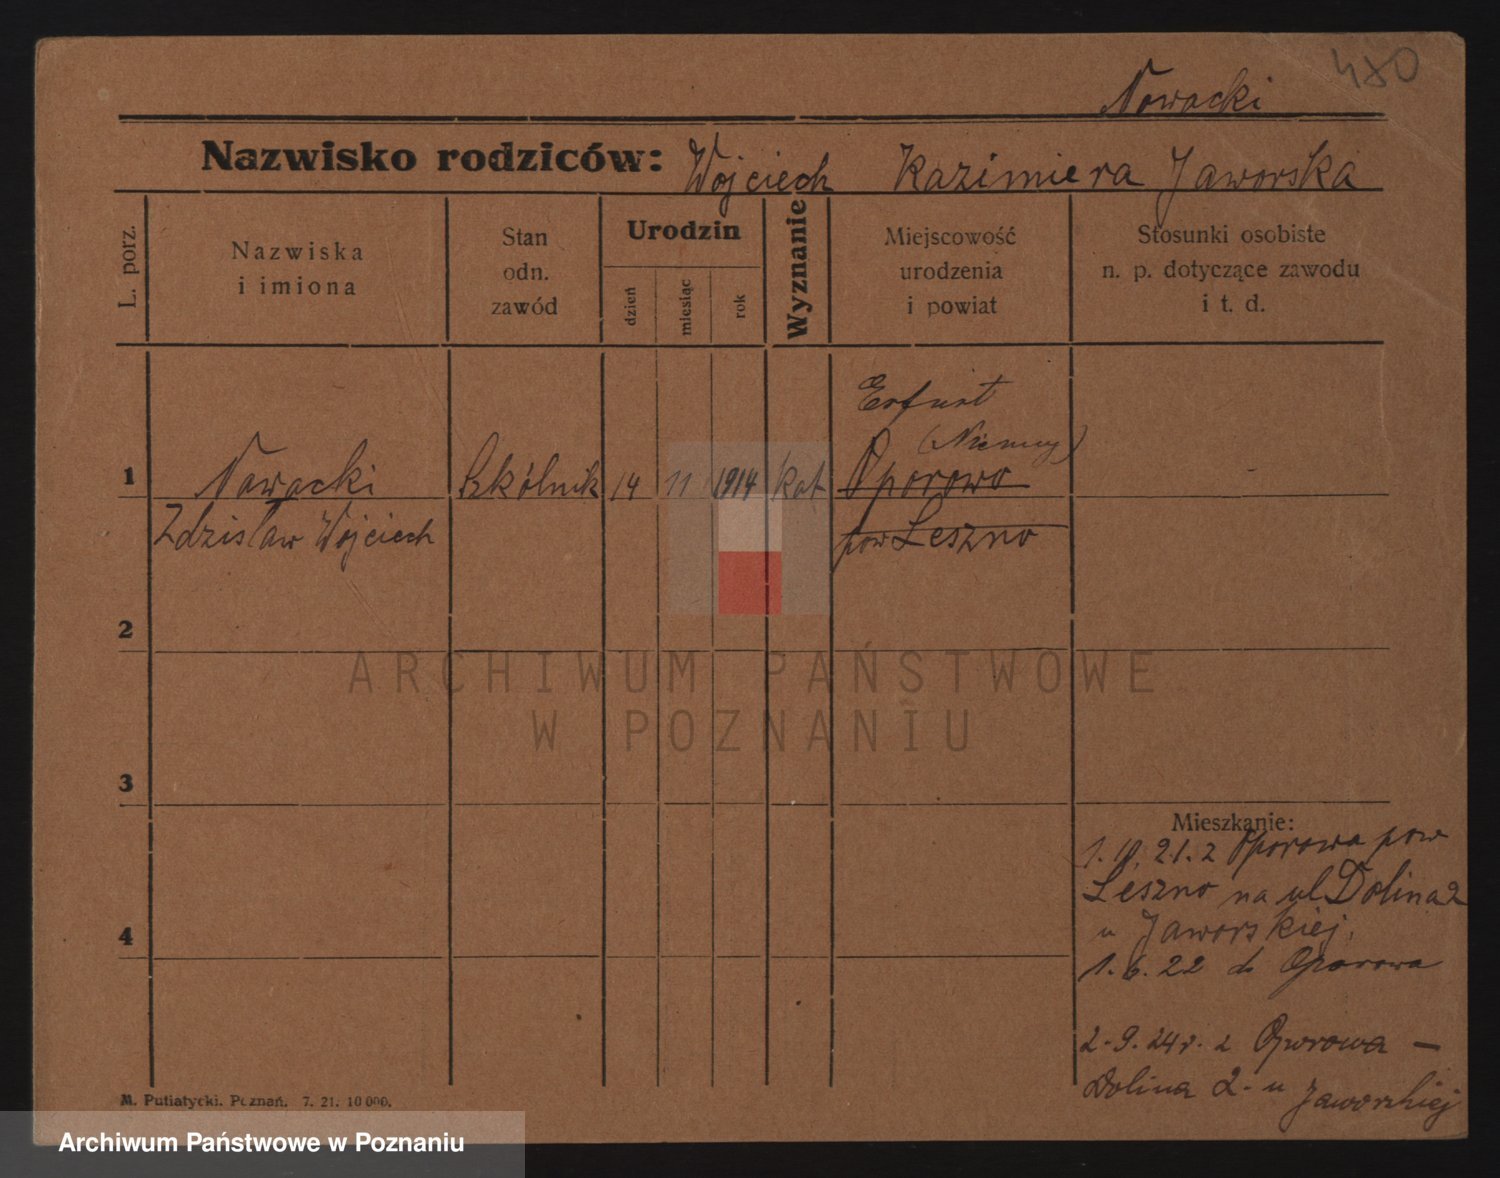 480
Nowacki
Nazwisko rodziców: Wojciech Kazimiera Jaworska
L. porz.
Nazwiska
i imiona
Stan
odn.
zawód
Urodzin
dzień
miesiąc
rok
Wyznanie
Miejscowość
urodzenia
i powiat
Stosunki osobiste
n. p. dotyczące zawodu
i t. d.
Erfurt
(Niemcy)
1 Nowacki Szkólnik 14 11 1914 kat Oporowo
Zdzisław Wojciech pow Leszno
2
ARCHIWUM PAŃSTWOWE
W POZNANIU
3
Mieszkanie:
1. 10. 21. z Oporowa pow
Leszno na ul Dolina 2
u Jaworskiej.
4
1. 6. 22 do Oporowa
2. 9. 24 r. z Oporowa —
Dolina 2 - u Jaworskiej
M. Putiatycki. Poznań. 7. 21. 10 000.
Archiwum Państwowe w Poznaniu